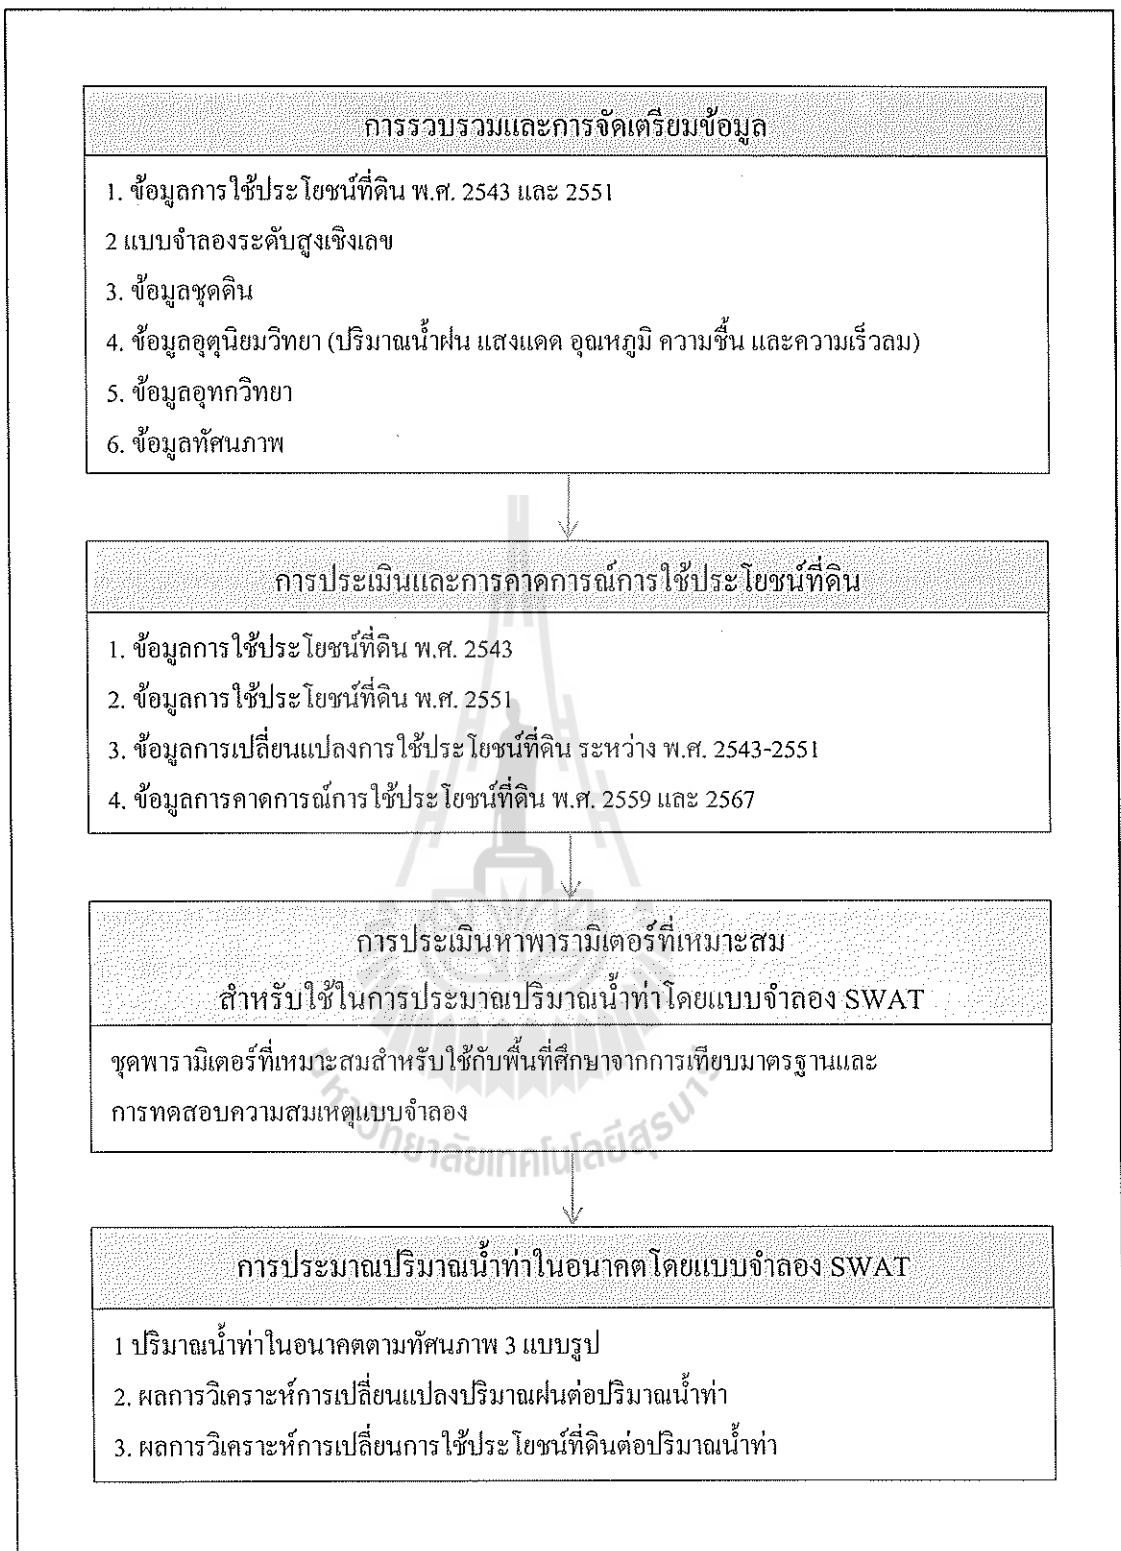 การรวบรวมและการจัดเตรียมข้อมูล
1. ข้อมูลการใช้ประโยชน์ที่ดิน พ.ศ. 2543 และ 2551
2 แบบจำลองระดับสูงเชิงเลข
3. ข้อมูลชุดดิน
4. ข้อมูลอุตุนิยมวิทยา (ปริมาณน้ำฝน แสงแดด อุณหภูมิ ความชื้น และความเร็วลม)
5. ข้อมูลอุทกวิทยา
6. ข้อมูลทัศนภาพ
การประเมินและการคาดการณ์การใช้ประโยชน์ที่ดิน
1. ข้อมูลการใช้ประโยชน์ที่ดิน พ.ศ. 2543
2. ข้อมูลการใช้ประโยชน์ที่ดิน พ.ศ. 2551
3. ข้อมูลการเปลี่ยนแปลงการใช้ประโยชน์ที่ดิน ระหว่าง พ.ศ. 2543-2551
4. ข้อมูลการคาดการณ์การใช้ประโยชน์ที่ดิน พ.ศ. 2559 และ 2567
การประเมินหาพารามิเตอร์ที่เหมาะสม
สำหรับใช้ในการประมาณปริมาณน้ำท่าโดยแบบจำลอง SWAT
ชุดพารามิเตอร์ที่เหมาะสมสำหรับใช้กับพื้นที่ศึกษาจากการเทียบมาตรฐานและ
การทดสอบความสมเหตุแบบจำลอง
มหาวิทยาลัยเทคโนโลยีสุรนารี
การประมาณปริมาณน้ำท่าในอนาคตโดยแบบจำลอง SWAT
1 ปริมาณน้ำท่าในอนาคตตามทัศนภาพ 3 แบบรูป
2. ผลการวิเคราะห์การเปลี่ยนแปลงปริมาณฝนต่อปริมาณน้ำท่า
3. ผลการวิเคราะห์การเปลี่ยนการใช้ประโยชน์ที่ดินต่อปริมาณน้ำท่า